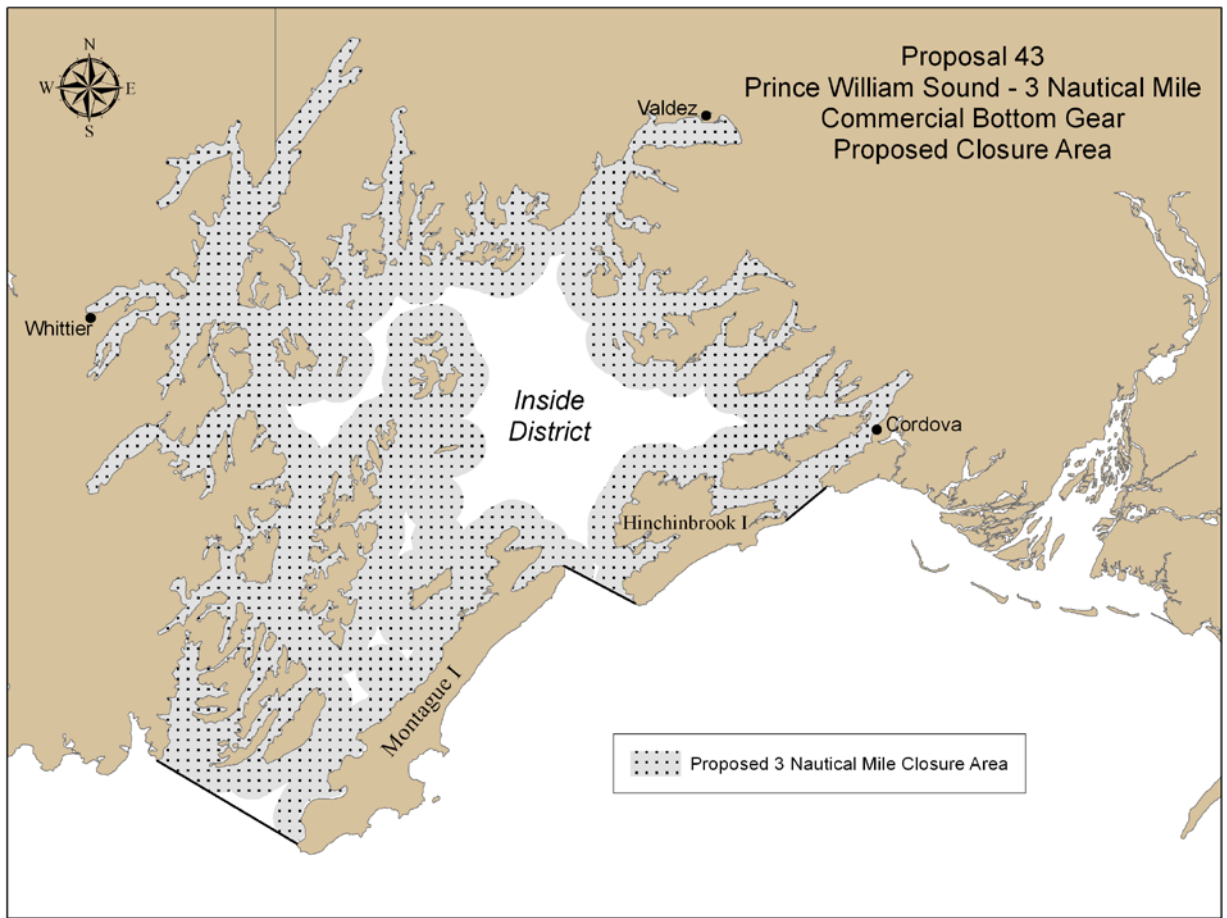 N
W E
S
Proposal 43
Prince William Sound - 3 Nautical Mile
Commercial Bottom Gear
Proposed Closure Area
Valdez
Whittier
Inside
District
Cordova
Hinchinbrook I
Montague I
Proposed 3 Nautical Mile Closure Area